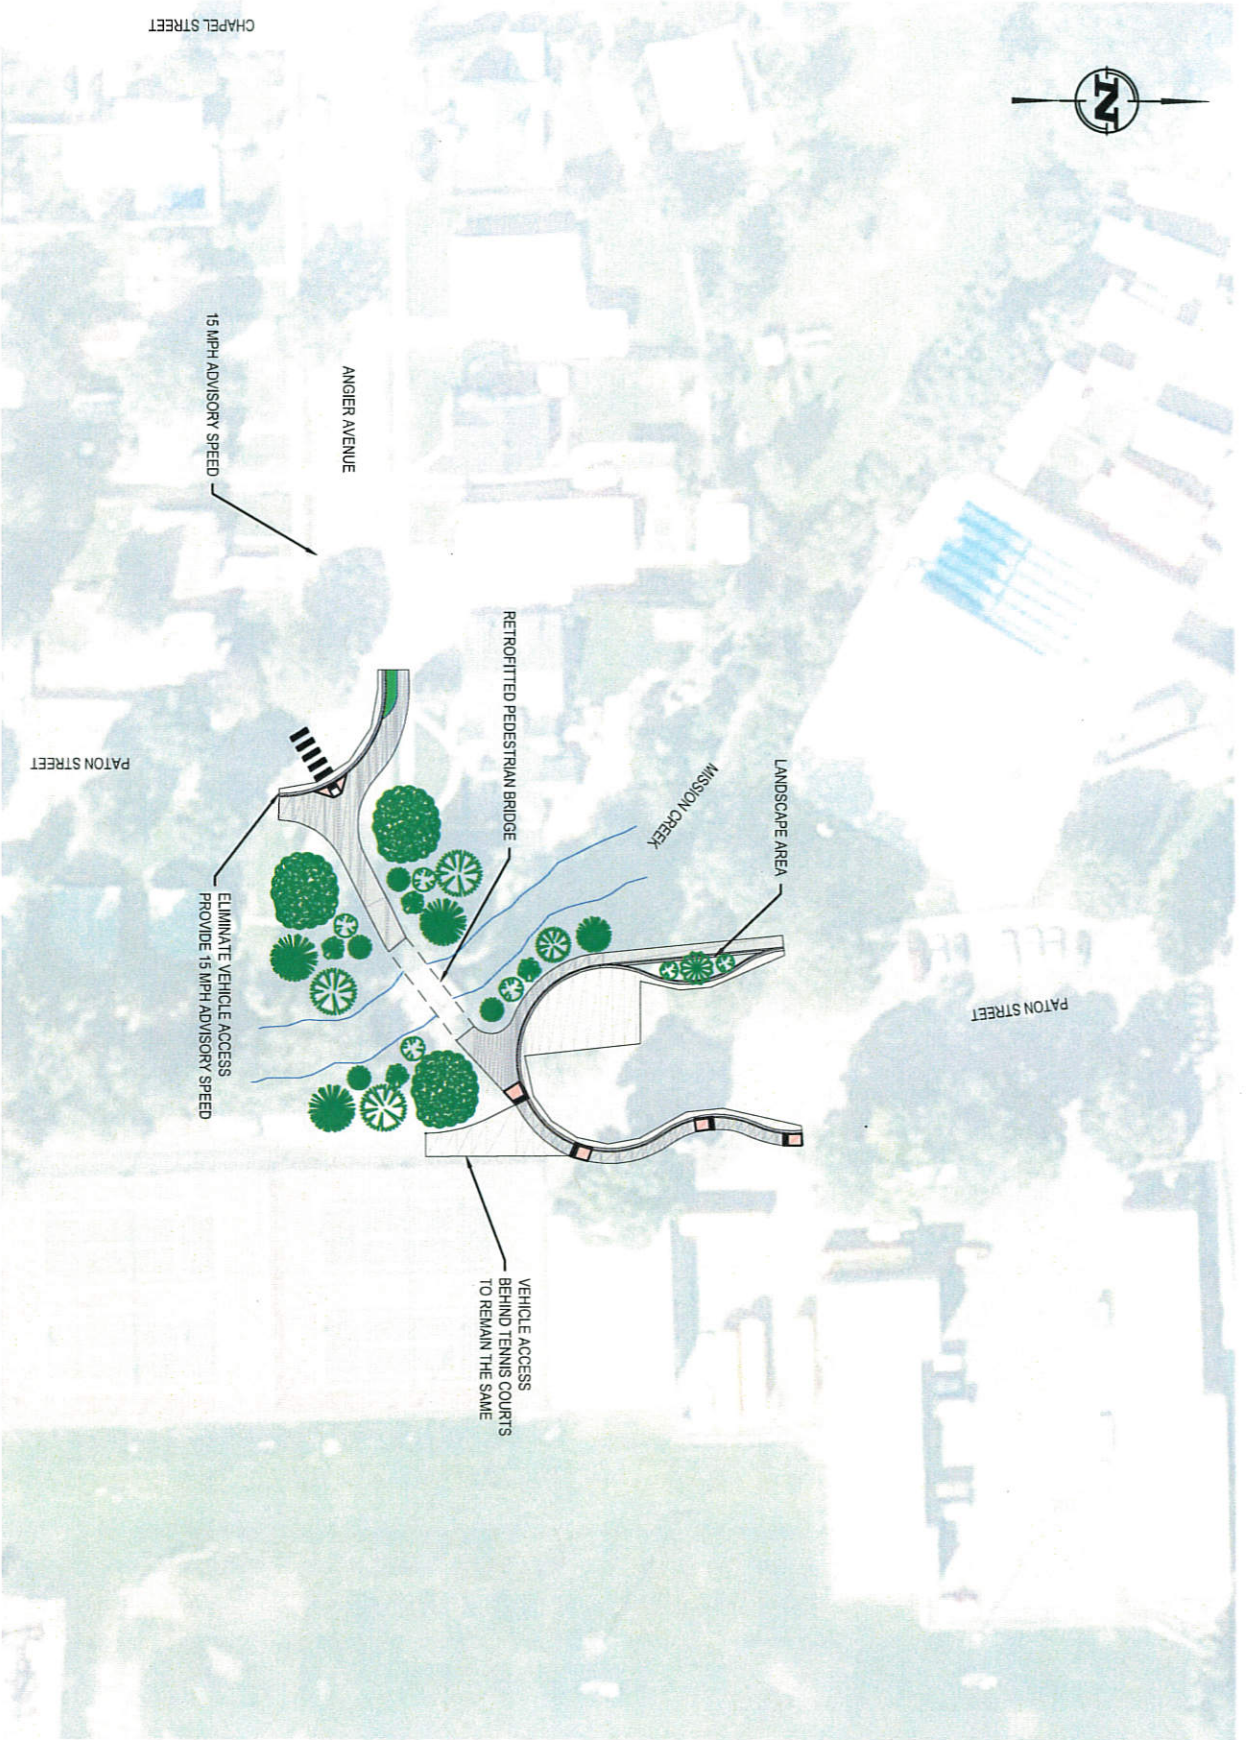 CHAPEL STREET
N
15 MPH ADVISORY SPEED
ANGIER AVENUE
RETROFITTED PEDESTRIAN BRIDGE
PATON STREET
MISSION CREEK
LANDSCAPE AREA
ELIMINATE VEHICLE ACCESS
PROVIDE 15 MPH ADVISORY SPEED
PATON STREET
VEHICLE ACCESS
BEHIND TENNIS COURTS
TO REMAIN THE SAME